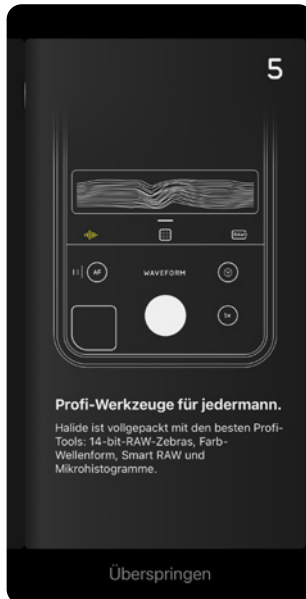 5
AF
WAVEFORM
1x
Profi-Werkzeuge für jedermann.
Halide ist vollgepackt mit den besten Profi-
Tools: 14-bit-RAW-Zebras, Farb-
Wellenform, Smart RAW und
Mikrohistogramme.
Überspringen